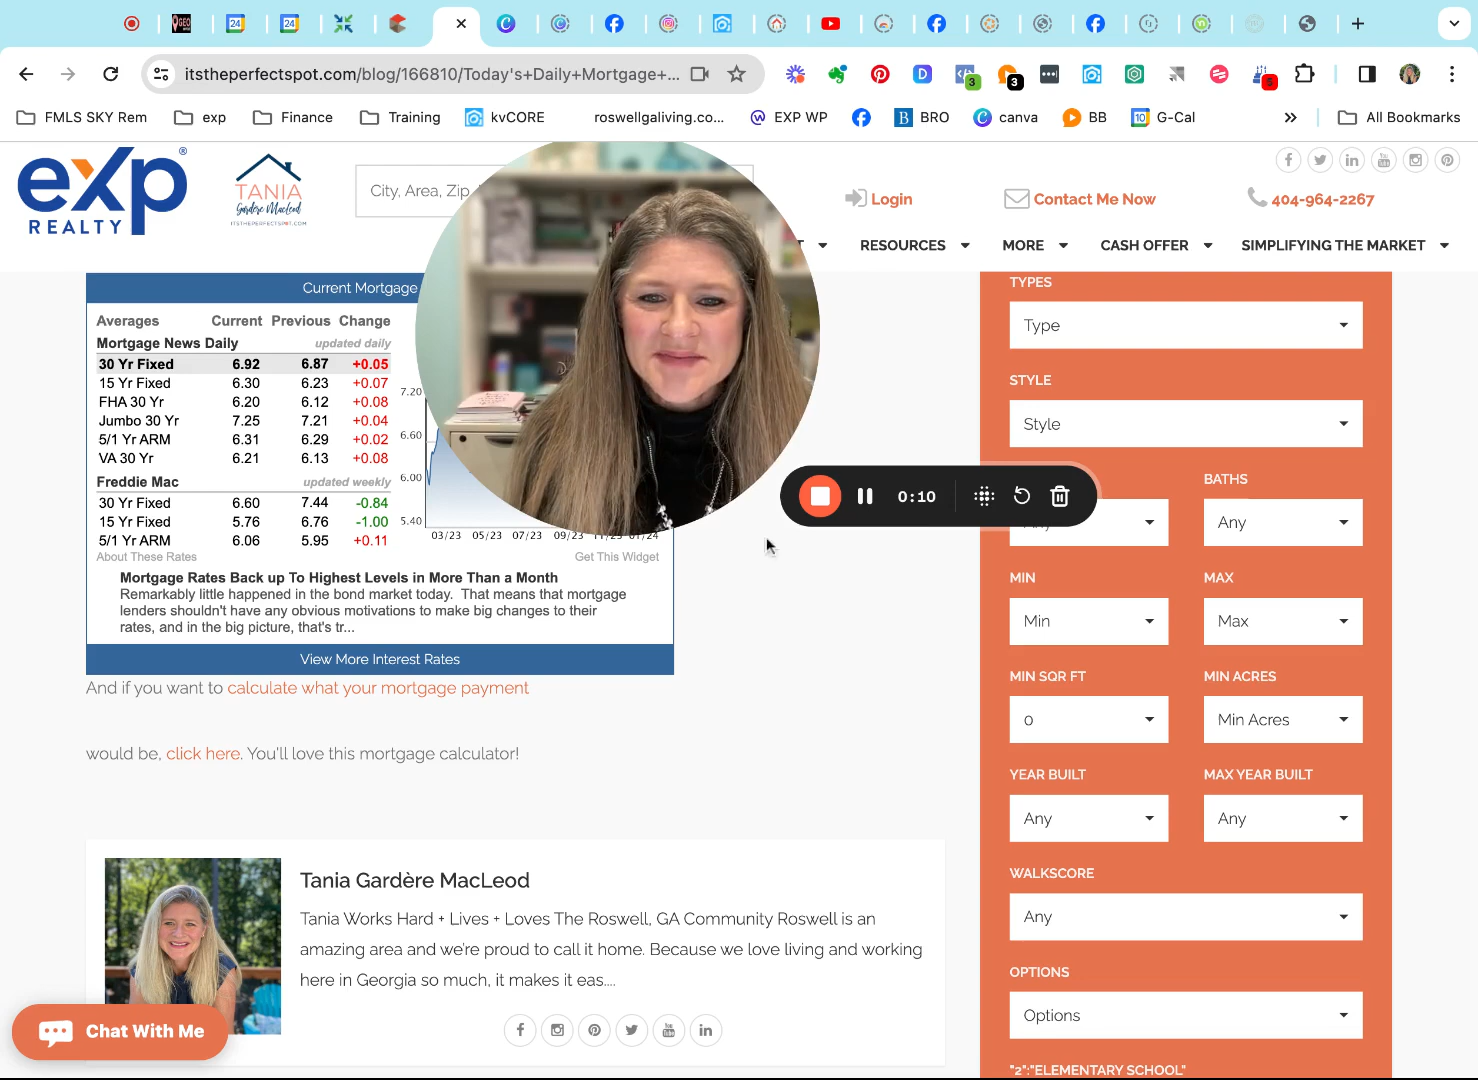 24
24
itstheperfectspot.com/blog/166810/Today's+Daily+Mortgage+...
3
3
FMLS SKY Rem
exp
Finance
Training
kvCORE
roswellgaliving.co...
EXP WP
BRO
canva
BB
G-Cal
»
All Bookmarks
eXp®
REALTY
TANIA
Gardère MacLeod
ITSTHEPERFECTSPOT.COM
City, Area, Zip,
Login
Contact Me Now
404-964-2267
T
RESOURCES
MORE
CASH OFFER
SIMPLIFYING THE MARKET
Current Mortgage
Averages Current Previous Change
Mortgage News Daily updated daily
30 Yr Fixed 6.92 6.87 +0.05
15 Yr Fixed 6.30 6.23 +0.07
FHA 30 Yr 6.20 6.12 +0.08
Jumbo 30 Yr 7.25 7.21 +0.04
5/1 Yr ARM 6.31 6.29 +0.02
VA 30 Yr 6.21 6.13 +0.08
Freddie Mac updated weekly
30 Yr Fixed 6.60 7.44 -0.84
15 Yr Fixed 5.76 6.76 -1.00
5/1 Yr ARM 6.06 5.95 +0.11
7.20
6.60
6.00
5.40
03/23 05/23 07/23 09/23 11/23 01/24
About These Rates
Get This Widget
Mortgage Rates Back up To Highest Levels in More Than a Month
Remarkably little happened in the bond market today. That means that mortgage
lenders shouldn't have any obvious motivations to make big changes to their
rates, and in the big picture, that's tr...
View More Interest Rates
And if you want to calculate what your mortgage payment
would be, click here. You'll love this mortgage calculator!
0:10
TYPES
Type
STYLE
Style
BATHS
Any
MIN
MAX
Min
Max
MIN SQR FT
MIN ACRES
0
Min Acres
YEAR BUILT
MAX YEAR BUILT
Any
Any
WALKSCORE
Any
OPTIONS
Options
"2":"ELEMENTARY SCHOOL"
Tania Gardère MacLeod
Tania Works Hard + Lives + Loves The Roswell, GA Community Roswell is an
amazing area and we're proud to call it home. Because we love living and working
here in Georgia so much, it makes it eas....
Chat With Me